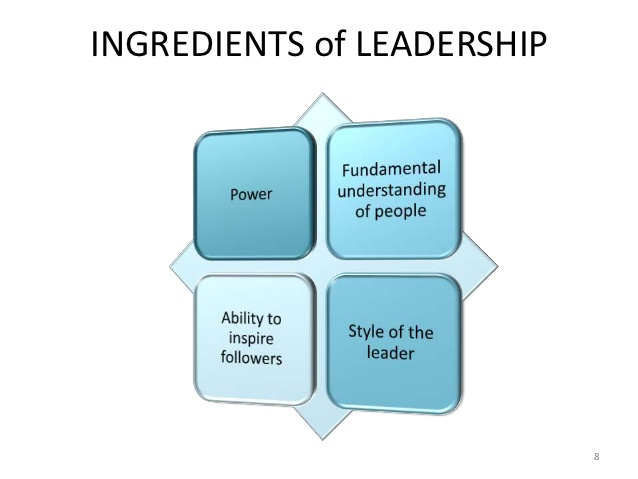 INGREDIENTS of LEADERSHIP
Power
Fundamental
understanding
of people
Ability to
inspire
followers
Style of the
leader
8